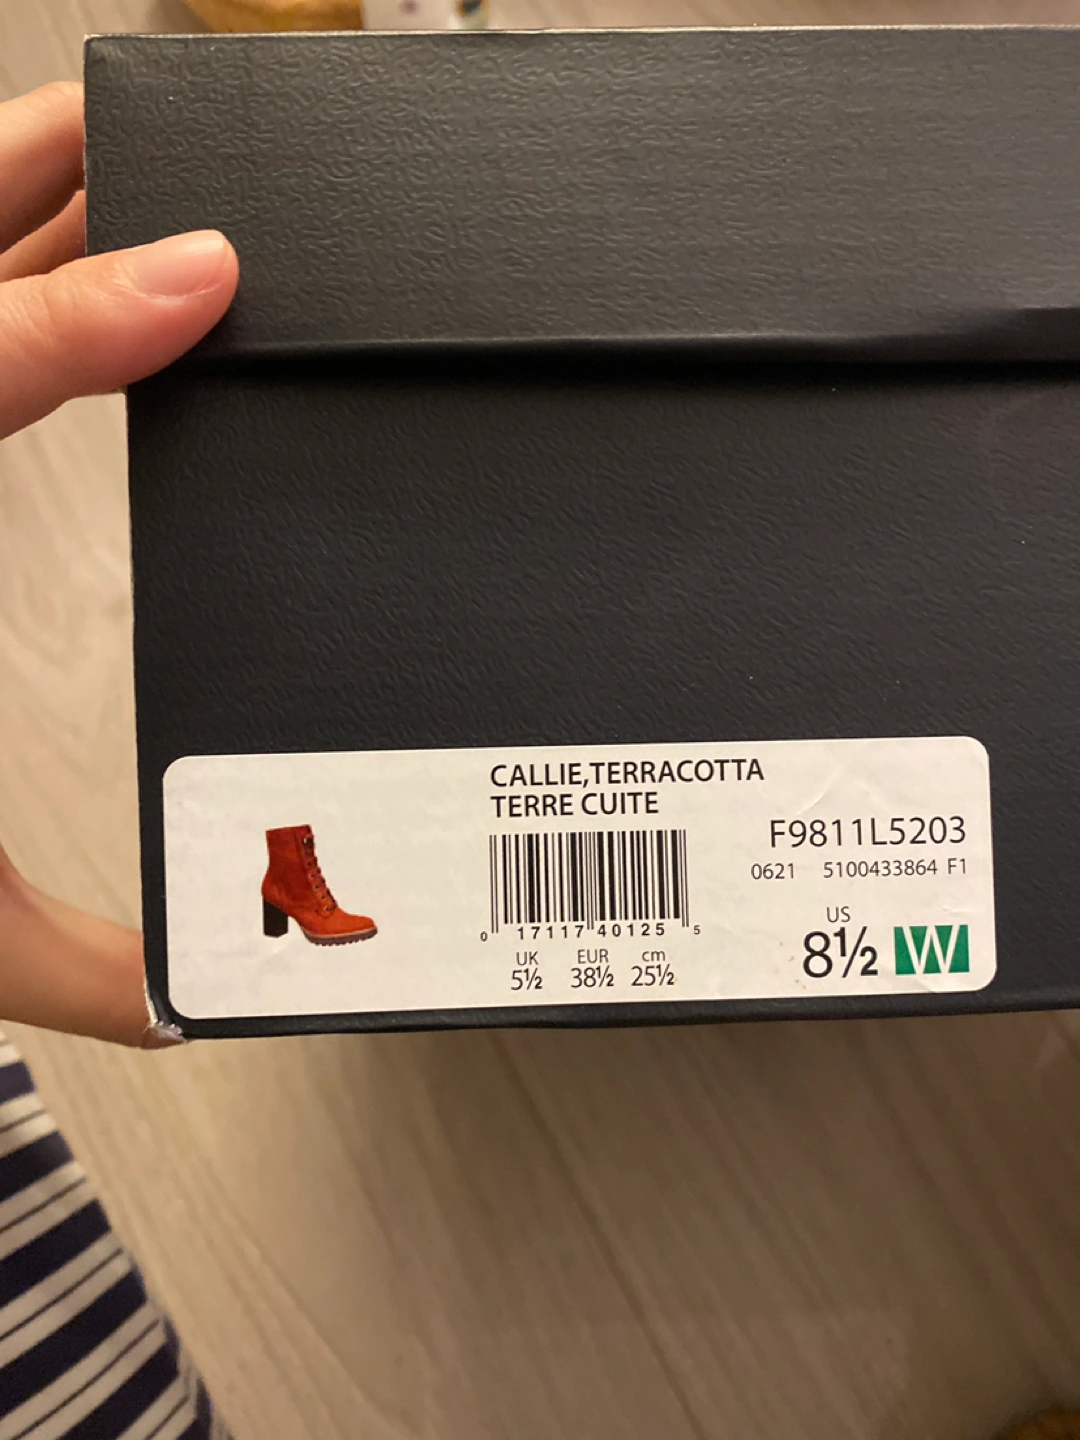 CALLIE,TERRACOTTA
TERRE CUITE
F9811L5203
0621 5100433864 F1
0 17117 40125 5
UK EUR cm
5½ 38½ 25½
US
8½ W